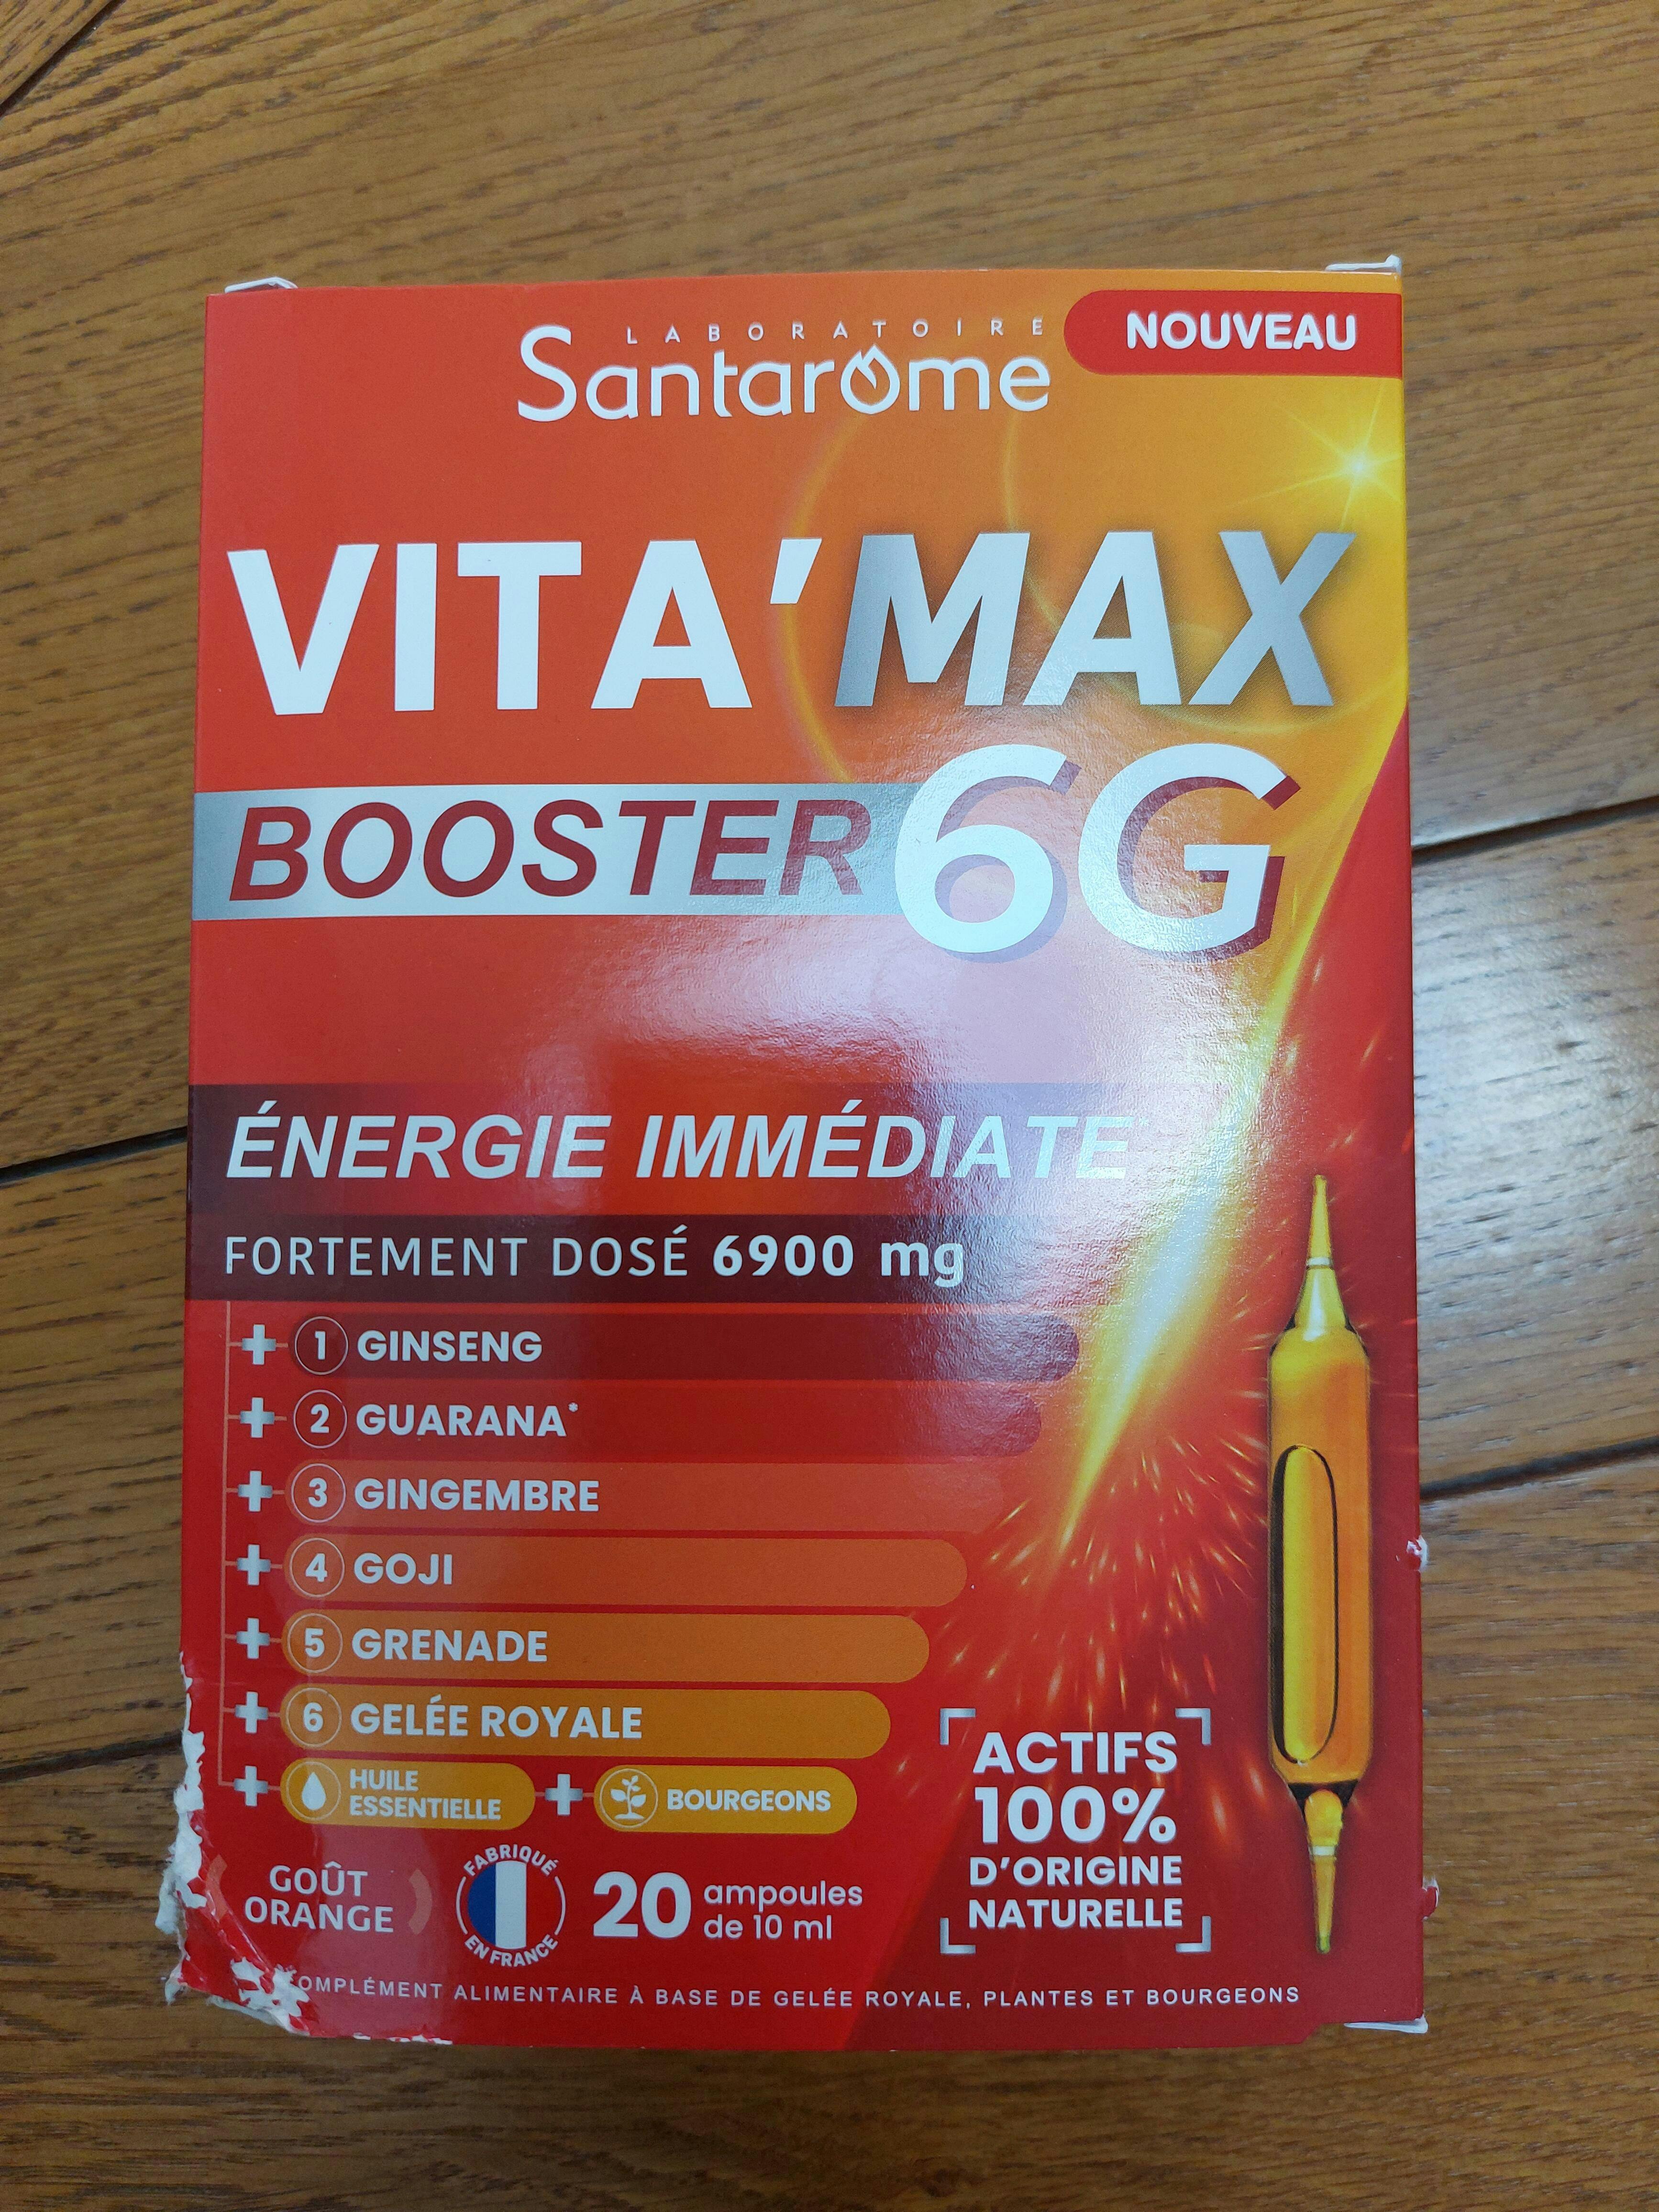 LABORATOIRE
Santarôme
NOUVEAU
VITA'MAX
BOOSTER 6G
ÉNERGIE IMMÉDIATE*
FORTEMENT DOSÉ 6900 mg
+ 1 GINSENG
+ 2 GUARANA*
+ 3 GINGEMBRE
+ 4 GOJI
+ 5 GRENADE
+ 6 GELÉE ROYALE
+ HUILE
ESSENTIELLE
+ BOURGEONS
ACTIFS
100%
D'ORIGINE
NATURELLE
GOÛT
ORANGE
FABRIQUÉ
EN FRANCE
20 ampoules
de 10 ml
OMPLÉMENT ALIMENTAIRE À BASE DE GELÉE ROYALE, PLANTES ET BOURGEONS